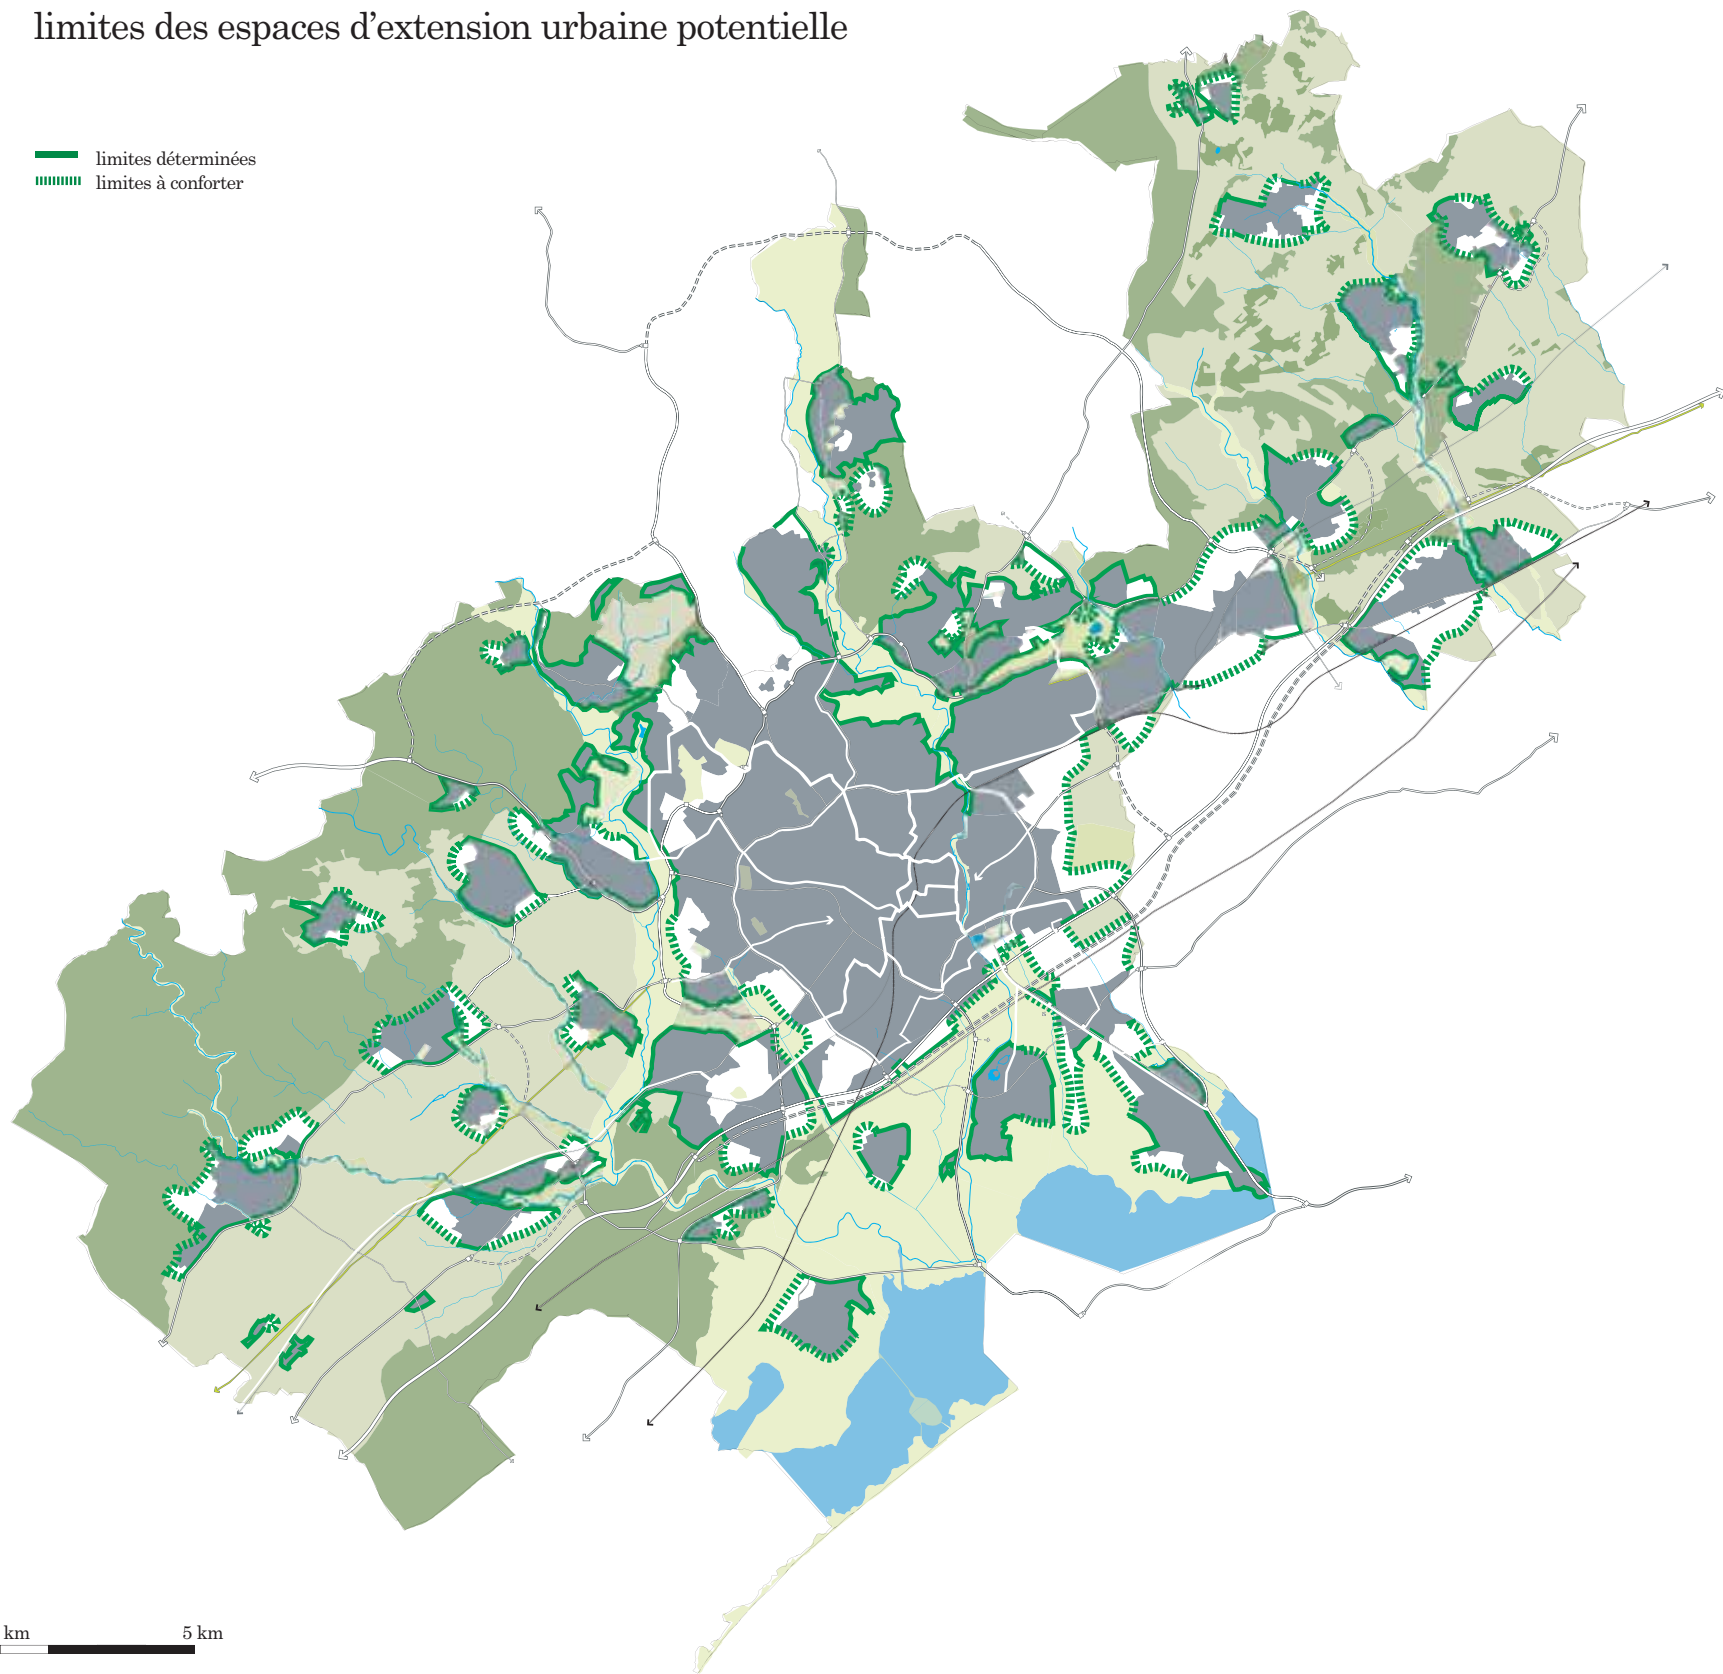 limites des espaces d’extension urbaine potentielle
limites déterminées
limites à conforter
km 5 km